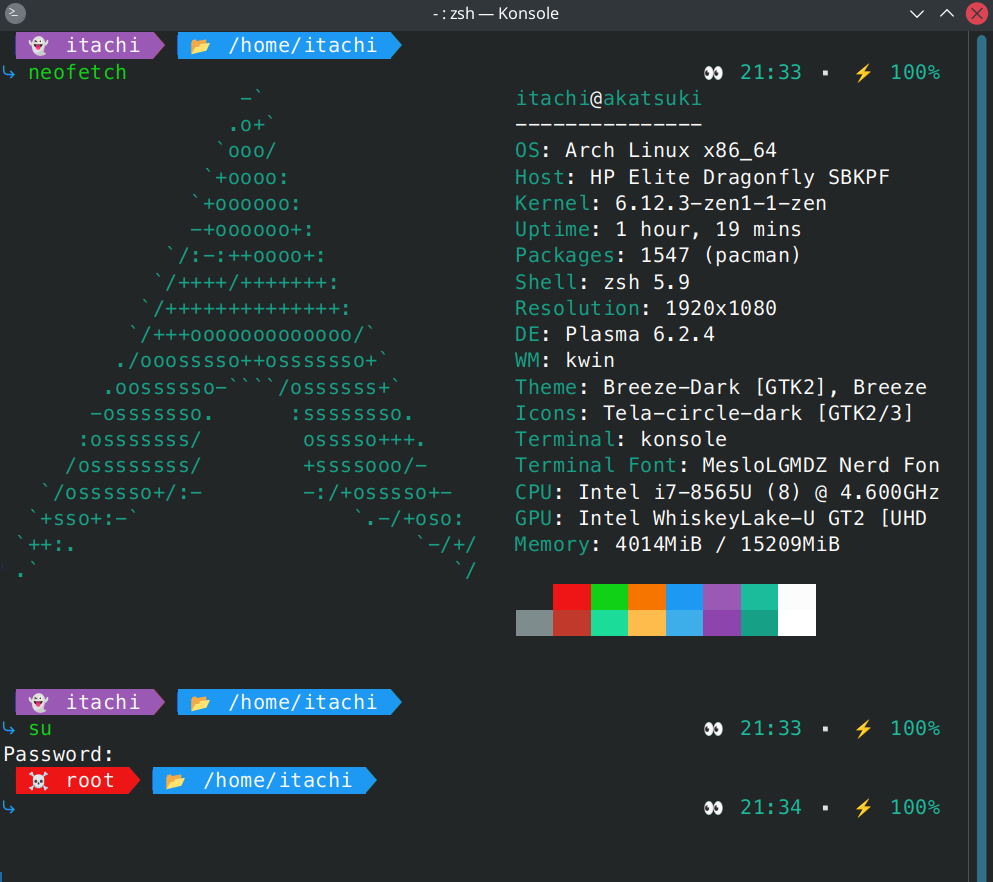 - : zsh — Konsole
👻 itachi 📂 /home/itachi
⤷ neofetch 👀 21:33 ▪ ⚡ 100%
-` itachi@akatsuki
.o+` ---------------
`ooo/ OS: Arch Linux x86_64
`+oooo: Host: HP Elite Dragonfly SBKPF
`+oooooo: Kernel: 6.12.3-zen1-1-zen
-+oooooo+: Uptime: 1 hour, 19 mins
`/:-:++oooo+: Packages: 1547 (pacman)
`/++++/+++++++: Shell: zsh 5.9
`/++++++++++++++: Resolution: 1920x1080
`/+++ooooooooooooo/` DE: Plasma 6.2.4
./ooosssso++osssssso+` WM: kwin
.oossssso-````/ossssss+` Theme: Breeze-Dark [GTK2], Breeze
-osssssso. :ssssssso. Icons: Tela-circle-dark [GTK2/3]
:osssssss/ osssso+++. Terminal: konsole
/ossssssss/ +ssssooo/- Terminal Font: MesloLGMDZ Nerd Fon
`/ossssso+/:- -:/+osssso+- CPU: Intel i7-8565U (8) @ 4.600GHz
`+sso+:-` `.-/+oso: GPU: Intel WhiskeyLake-U GT2 [UHD
`++:. `-/+/ Memory: 4014MiB / 15209MiB
.` `/
👻 itachi 📂 /home/itachi
⤷ su 👀 21:33 ▪ ⚡ 100%
Password:
☠ root 📂 /home/itachi
⤷ 👀 21:34 ▪ ⚡ 100%